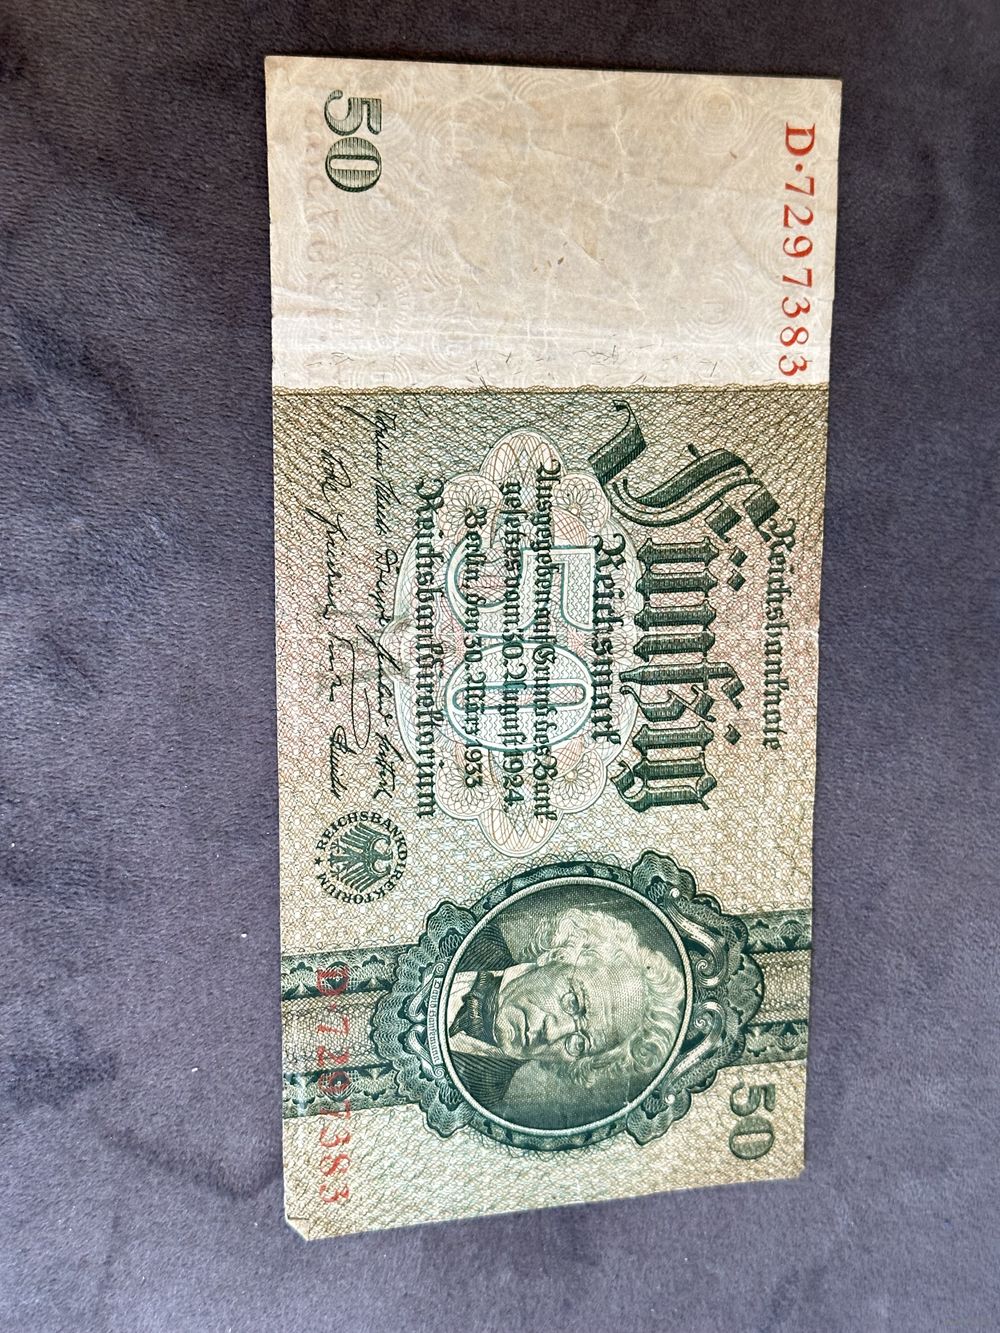 D·7297383
50
Reichsbanknote
Fünfzig
Reichsmark
50
Ausgegeben auf Grund des Bank
gesetzes vom 30. August 1924.
Berlin, den 30. März 1933
Reichsbankdirektorium
REICHSBANKDIREKTORIUM
50
D·7297383